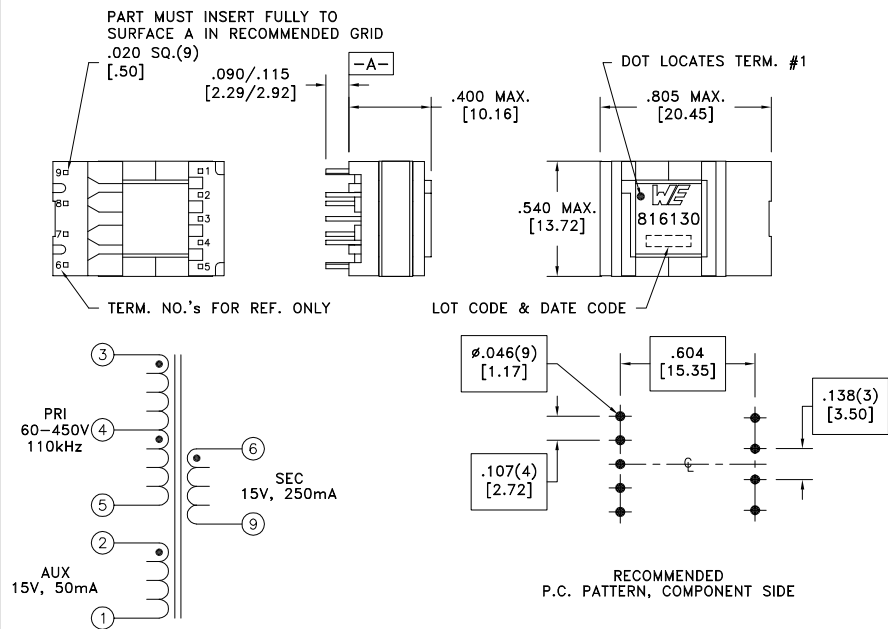 PART MUST INSERT FULLY TO
SURFACE A IN RECOMMENDED GRID
.020 SQ.(9)
[.50]
.090/.115
[2.29/2.92]
-A-
.400 MAX.
[10.16]
DOT LOCATES TERM. #1
.805 MAX.
[20.45]
9
8
7
6
1
2
3
4
5
.540 MAX.
[13.72]
WE
816130
TERM. NO.'s FOR REF. ONLY
LOT CODE & DATE CODE
3
PRI
60-450V
110kHz
4
5
2
AUX
15V, 50mA
1
6
SEC
15V, 250mA
9
ø.046(9)
[1.17]
.604
[15.35]
.138(3)
[3.50]
.107(4)
[2.72]
℄
RECOMMENDED
P.C. PATTERN, COMPONENT SIDE